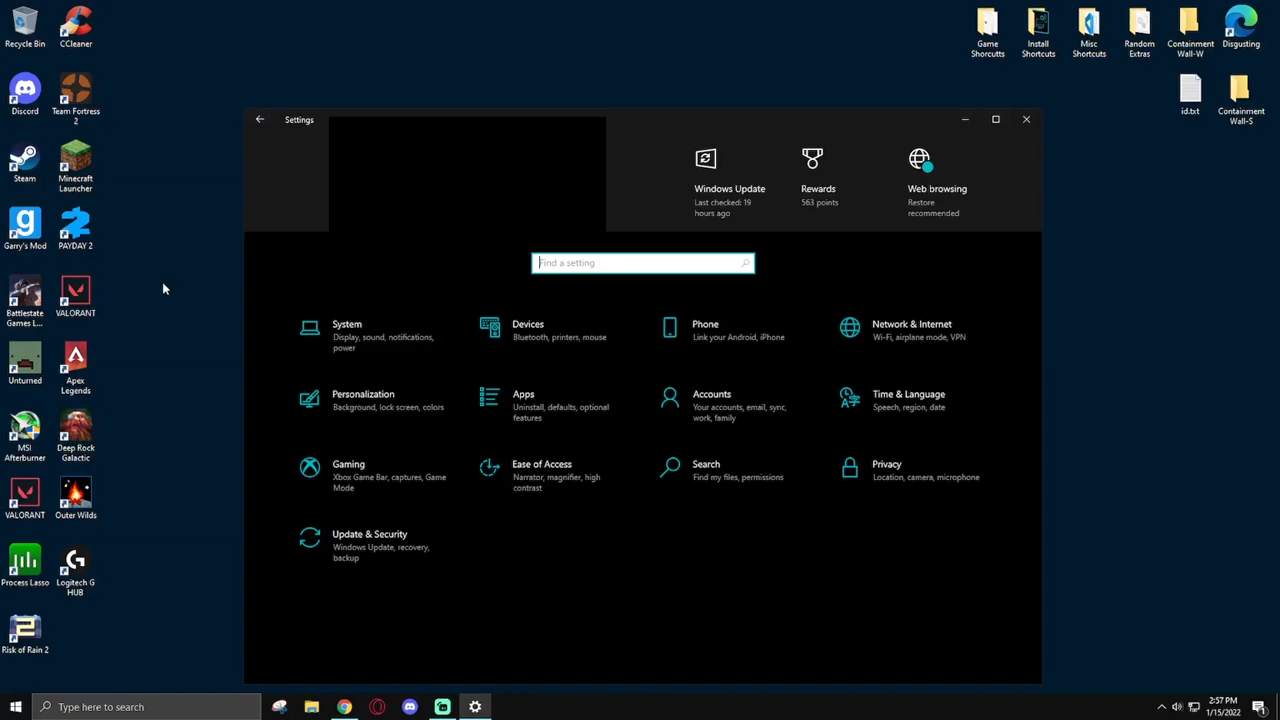 Recycle Bin
CCleaner
Discord
Team Fortress
2
Steam
Minecraft
Launcher
Garry's Mod
PAYDAY 2
Battlestate
Games L...
VALORANT
Unturned
Apex
Legends
MSI
Afterburner
Deep Rock
Galactic
VALORANT
Outer Wilds
Process Lasso
Logitech G
HUB
Risk of Rain 2
Game
Shorcutts
Install
Shortcuts
Misc
Shortcuts
Random
Extras
Containment
Wall-W
Disgusting
id.txt
Containment
Wall-S
Settings
Windows Update
Last checked: 19
hours ago
Rewards
563 points
Web browsing
Restore
recommended
Find a setting
System
Display, sound, notifications,
power
Devices
Bluetooth, printers, mouse
Phone
Link your Android, iPhone
Network & Internet
Wi-Fi, airplane mode, VPN
Personalization
Background, lock screen, colors
Apps
Uninstall, defaults, optional
features
Accounts
Your accounts, email, sync,
work, family
Time & Language
Speech, region, date
Gaming
Xbox Game Bar, captures, Game
Mode
Ease of Access
Narrator, magnifier, high
contrast
Search
Find my files, permissions
Privacy
Location, camera, microphone
Update & Security
Windows Update, recovery,
backup
Type here to search
2:57 PM
1/15/2022
1